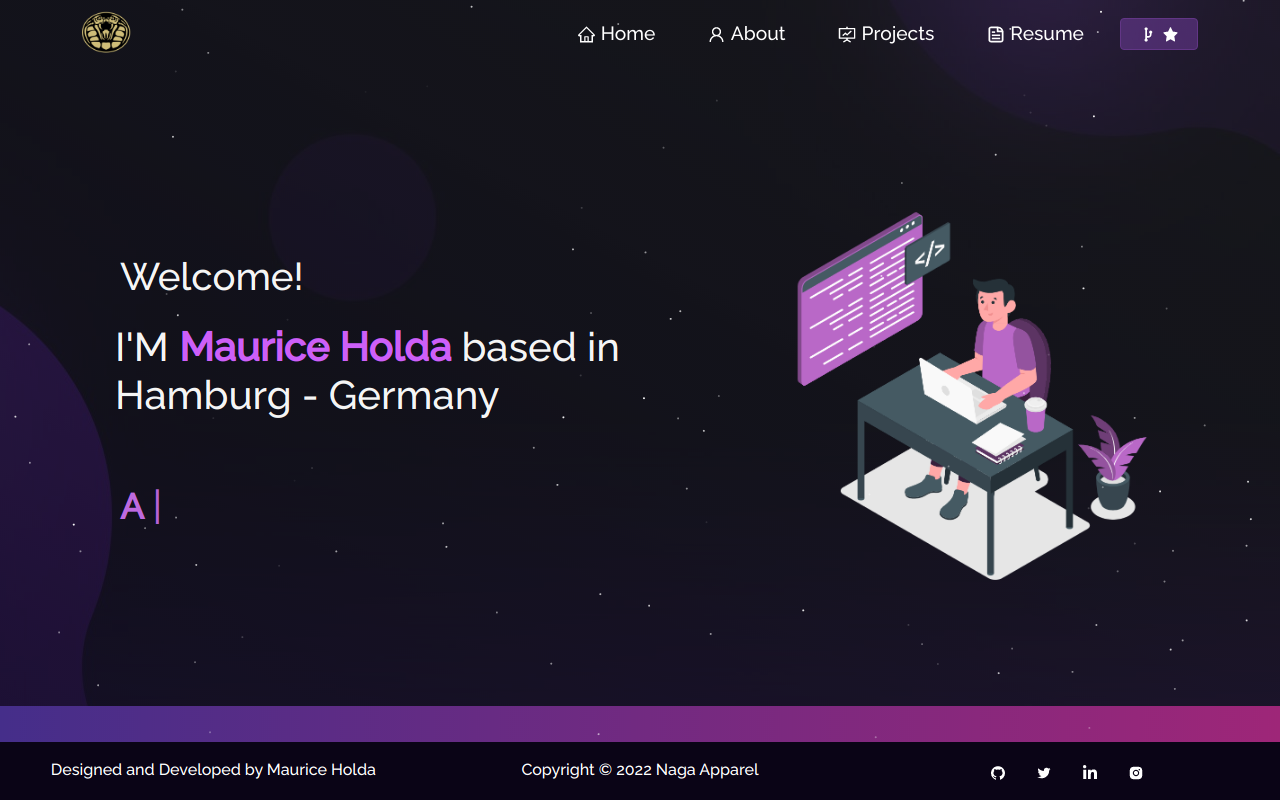 Home About Projects Resume
Welcome!
</>
I'M Maurice Holda based in
Hamburg - Germany
A |
Designed and Developed by Maurice Holda Copyright © 2022 Naga Apparel